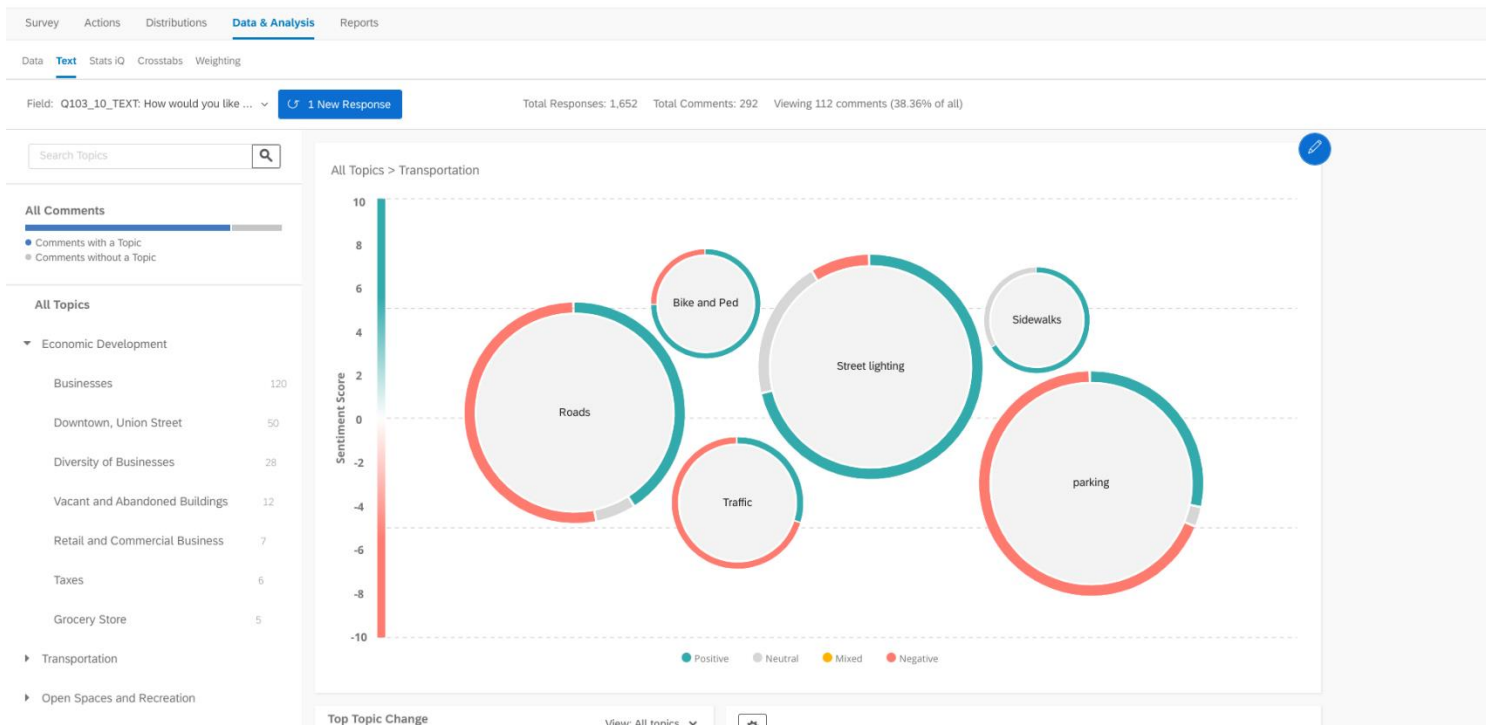 Survey Actions Distributions Data & Analysis Reports
Data Text Stats iQ Crosstabs Weighting
Field: Q103_10_TEXT: How would you like ... 1 New Response Total Responses: 1,652 Total Comments: 292 Viewing 112 comments (38.36% of all)
Search Topics
All Comments
Comments with a Topic
Comments without a Topic
All Topics
Economic Development
Businesses 120
Downtown, Union Street 50
Diversity of Businesses 28
Vacant and Abandoned Buildings 12
Retail and Commercial Business 7
Taxes 6
Grocery Store 5
Transportation
Open Spaces and Recreation
All Topics > Transportation
Sentiment Score
10
8
6
4
2
0
-2
-4
-6
-8
-10
Bike and Ped
Sidewalks
Street lighting
Roads
parking
Traffic
Positive Neutral Mixed Negative
Top Topic Change View: All topics